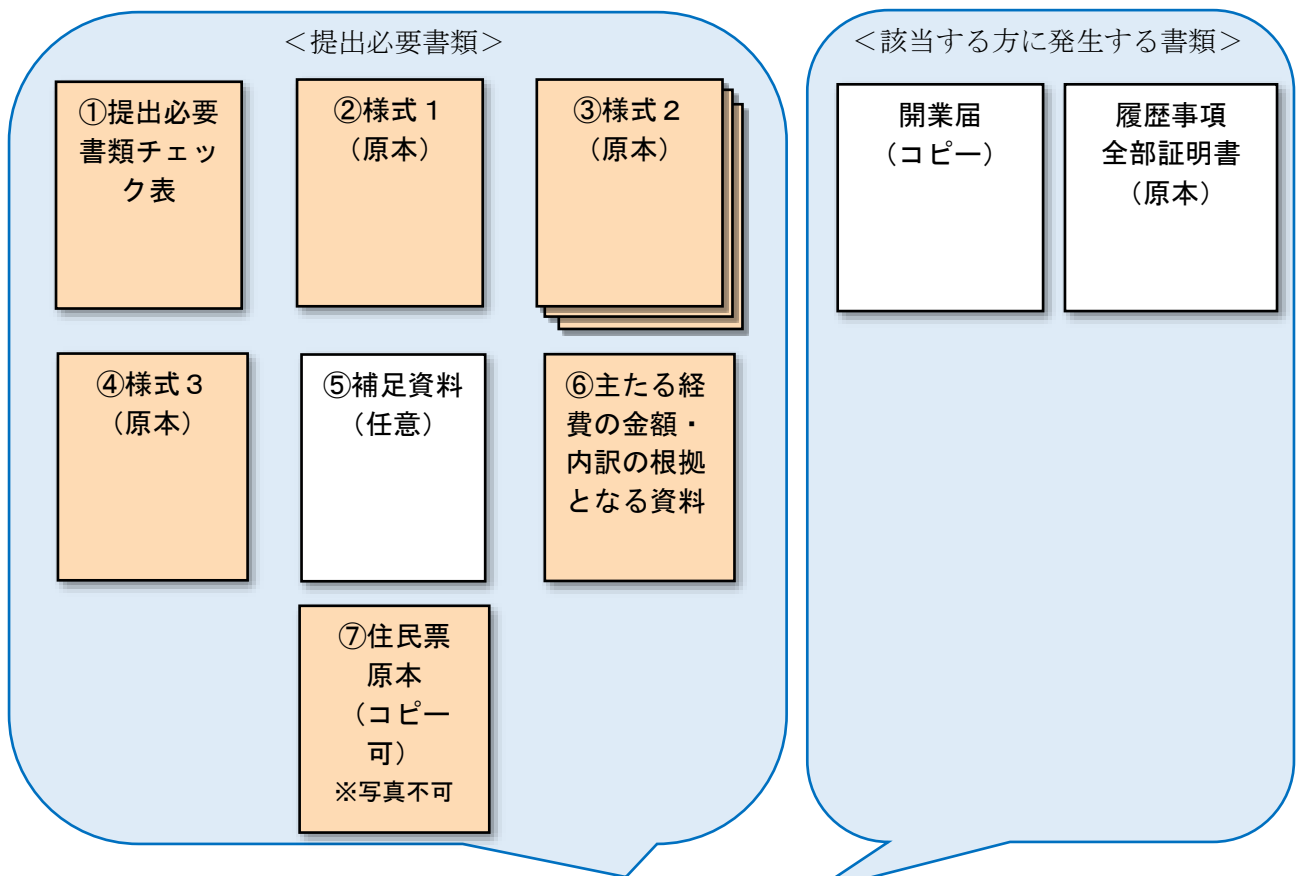 ＜提出必要書類＞
①提出必要
書類チェッ
ク表
②様式１
（原本）
③様式２
（原本）
④様式３
（原本）
⑤補足資料
（任意）
⑥主たる経
費の金額・
内訳の根拠
となる資料
⑦住民票
原本
（コピー
可）
※写真不可
＜該当する方に発生する書類＞
開業届
（コピー）
履歴事項
全部証明書
（原本）